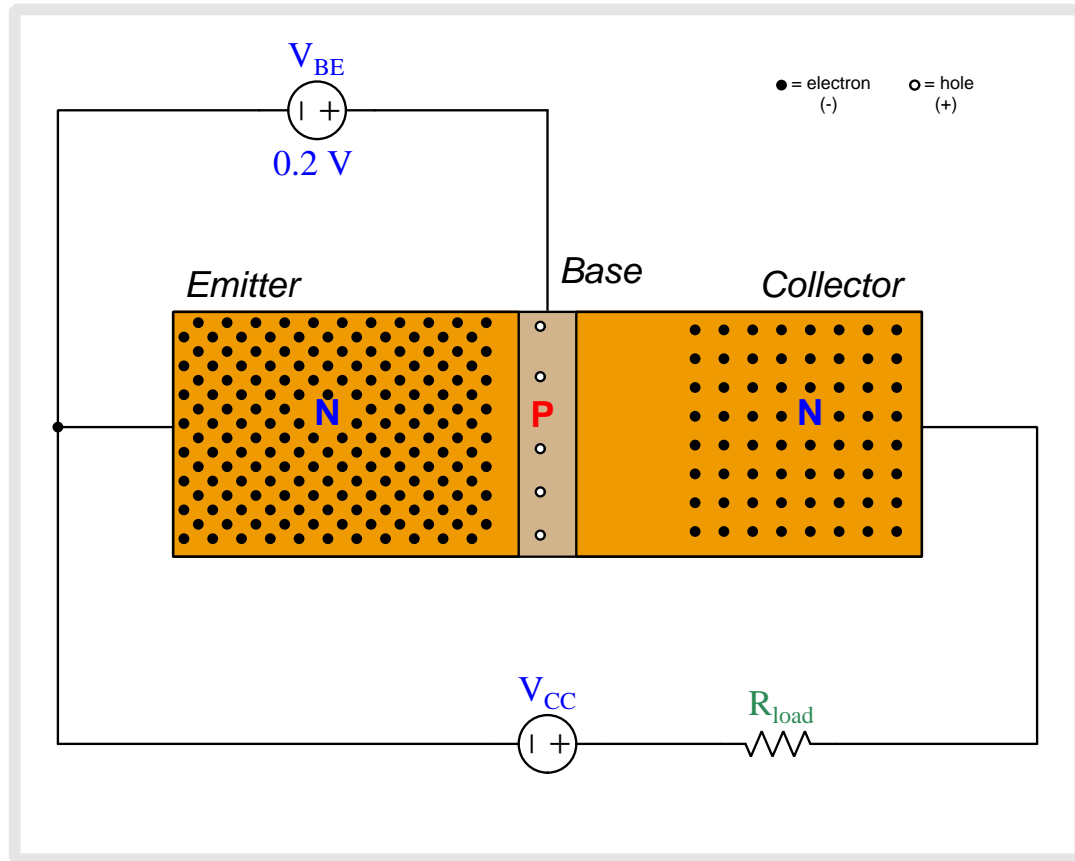 V_BE
0.2 V
● = electron
(-)
○ = hole
(+)
Emitter
Base
Collector
N
P
N
V_CC
R_load